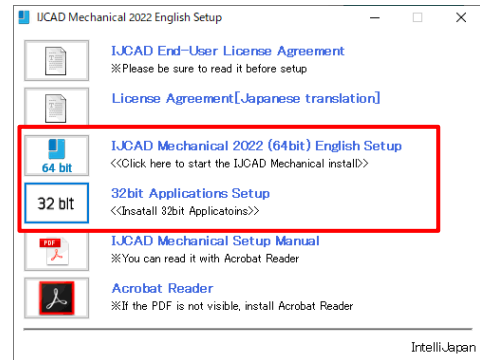 IJCAD Mechanical 2022 English Setup
IJCAD End-User License Agreement
※Please be sure to read it before setup
License Agreement[Japanese translation]
64 bit
IJCAD Mechanical 2022 (64bit) English Setup
<<Click here to start the IJCAD Mechanical install>>
32 bit
32bit Applications Setup
<<Insatall 32bit Applicatoins>>
PDF
IJCAD Mechanical Setup Manual
※You can read it with Acrobat Reader
Acrobat Reader
※If the PDF is not visible, install Acrobat Reader
IntelliJapan